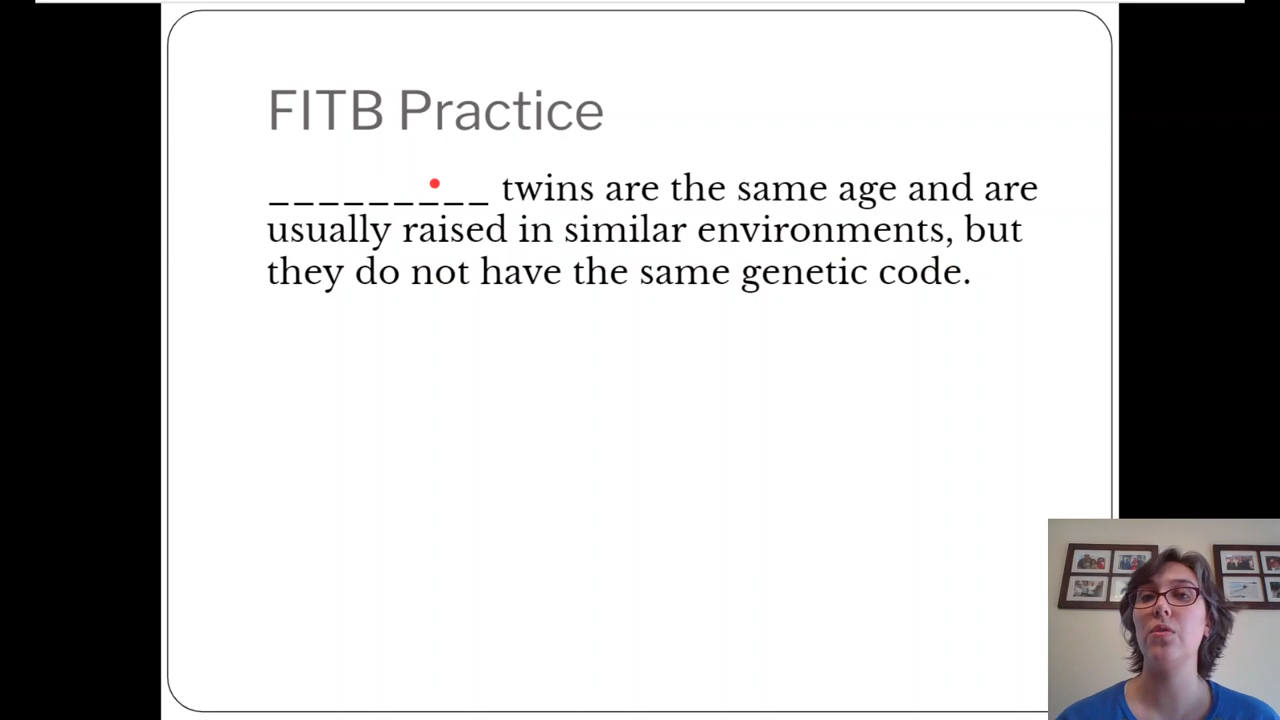 FITB Practice
_ _ _ _ _ _ _ _ _ twins are the same age and are
usually raised in similar environments, but
they do not have the same genetic code.